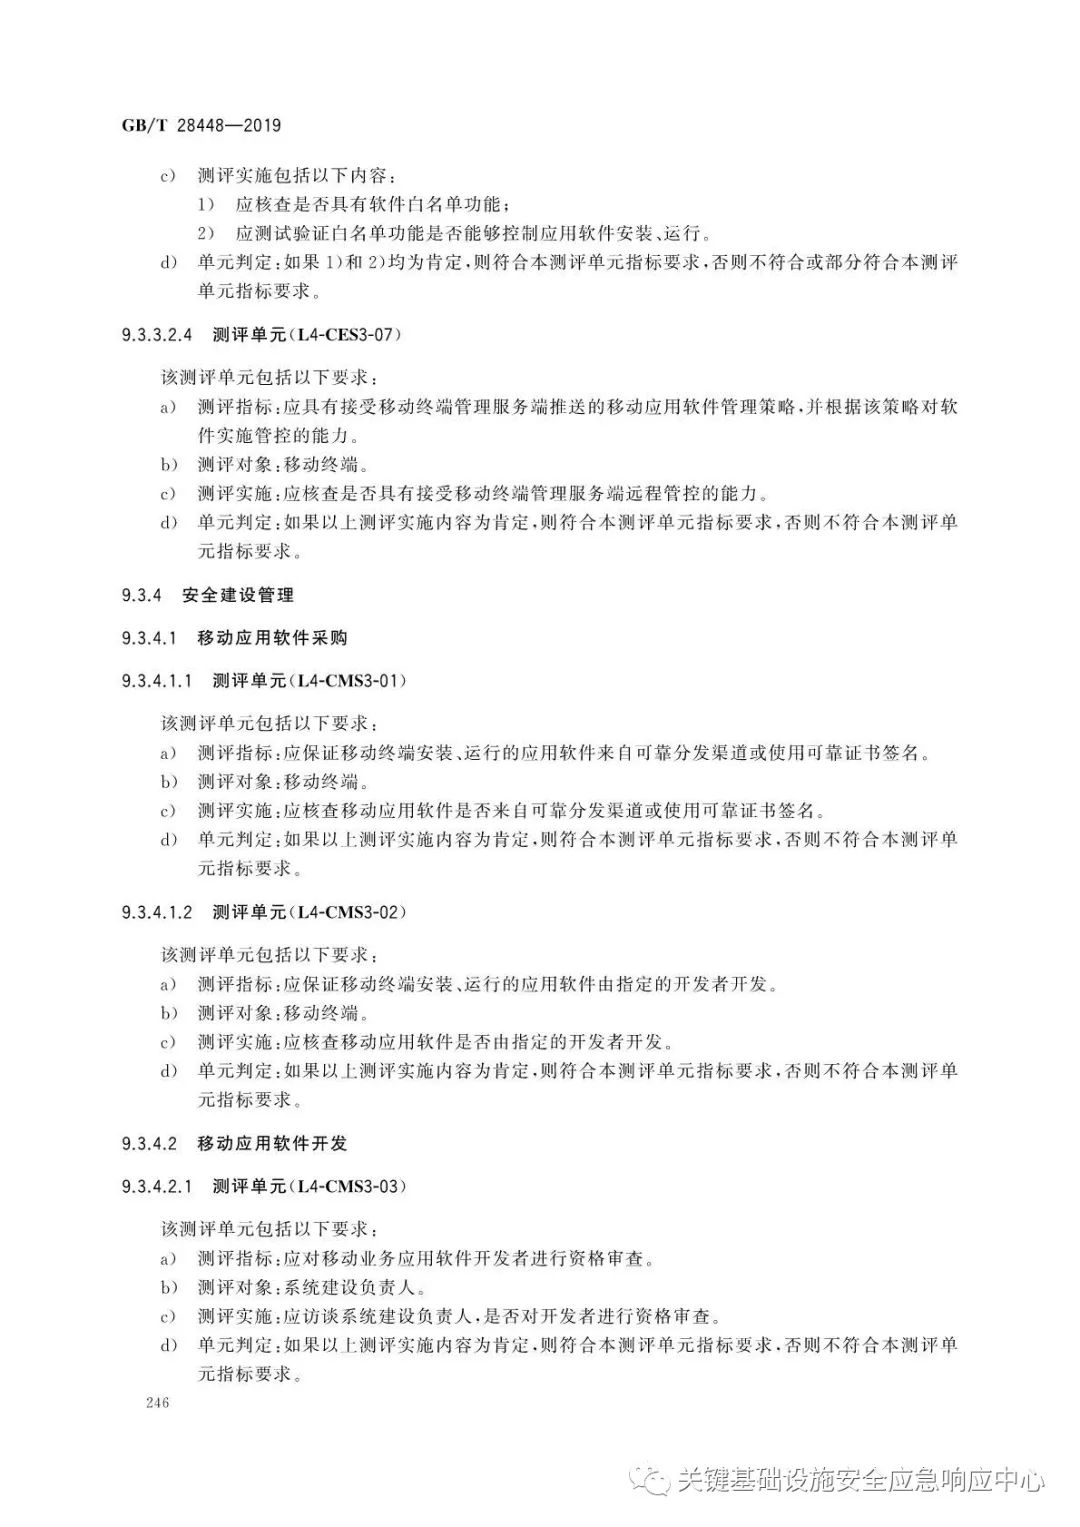 GB/T 28448—2019
c) 测评实施包括以下内容:
1) 应核查是否具有软件白名单功能;
2) 应测试验证白名单功能是否能够控制应用软件安装、运行。
d) 单元判定:如果 1)和 2)均为肯定,则符合本测评单元指标要求,否则不符合或部分符合本测评
单元指标要求。
9.3.3.2.4 测评单元(L4-CES3-07)
该测评单元包括以下要求:
a) 测评指标:应具有接受移动终端管理服务端推送的移动应用软件管理策略,并根据该策略对软
件实施管控的能力。
b) 测评对象:移动终端。
c) 测评实施:应核查是否具有接受移动终端管理服务端远程管控的能力。
d) 单元判定:如果以上测评实施内容为肯定,则符合本测评单元指标要求,否则不符合本测评单
元指标要求。
9.3.4 安全建设管理
9.3.4.1 移动应用软件采购
9.3.4.1.1 测评单元(L4-CMS3-01)
该测评单元包括以下要求:
a) 测评指标:应保证移动终端安装、运行的应用软件来自可靠分发渠道或使用可靠证书签名。
b) 测评对象:移动终端。
c) 测评实施:应核查移动应用软件是否来自可靠分发渠道或使用可靠证书签名。
d) 单元判定:如果以上测评实施内容为肯定,则符合本测评单元指标要求,否则不符合本测评单
元指标要求。
9.3.4.1.2 测评单元(L4-CMS3-02)
该测评单元包括以下要求:
a) 测评指标:应保证移动终端安装、运行的应用软件由指定的开发者开发。
b) 测评对象:移动终端。
c) 测评实施:应核查移动应用软件是否由指定的开发者开发。
d) 单元判定:如果以上测评实施内容为肯定,则符合本测评单元指标要求,否则不符合本测评单
元指标要求。
9.3.4.2 移动应用软件开发
9.3.4.2.1 测评单元(L4-CMS3-03)
该测评单元包括以下要求:
a) 测评指标:应对移动业务应用软件开发者进行资格审查。
b) 测评对象:系统建设负责人。
c) 测评实施:应访谈系统建设负责人,是否对开发者进行资格审查。
d) 单元判定:如果以上测评实施内容为肯定,则符合本测评单元指标要求,否则不符合本测评单
元指标要求。
246
关键基础设施安全应急响应中心